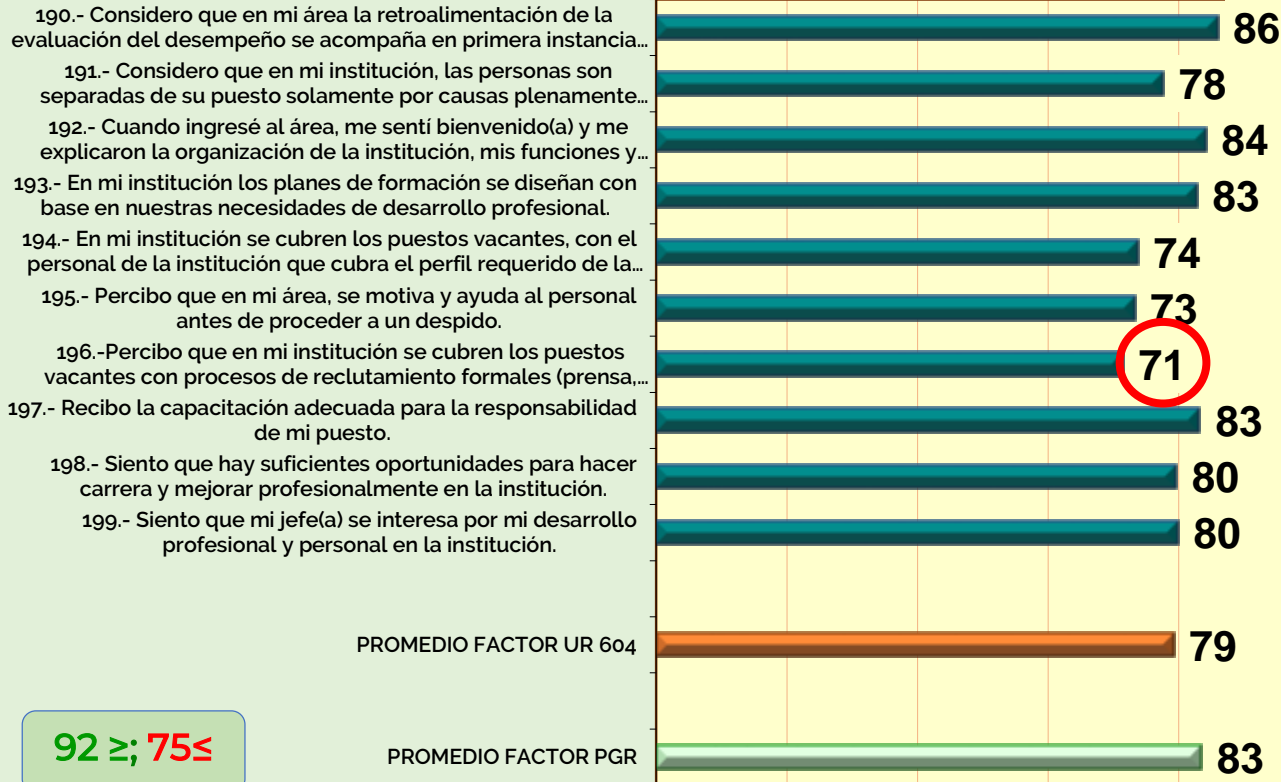 190.- Considero que en mi área la retroalimentación de la
evaluación del desempeño se acompaña en primera instancia...
86
191.- Considero que en mi institución, las personas son
separadas de su puesto solamente por causas plenamente...
78
192.- Cuando ingresé al área, me sentí bienvenido(a) y me
explicaron la organización de la institución, mis funciones y...
84
193.- En mi institución los planes de formación se diseñan con
base en nuestras necesidades de desarrollo profesional.
83
194.- En mi institución se cubren los puestos vacantes, con el
personal de la institución que cubra el perfil requerido de la...
74
195.- Percibo que en mi área, se motiva y ayuda al personal
antes de proceder a un despido.
73
196.-Percibo que en mi institución se cubren los puestos
vacantes con procesos de reclutamiento formales (prensa,...
71
197.- Recibo la capacitación adecuada para la responsabilidad
de mi puesto.
83
198.- Siento que hay suficientes oportunidades para hacer
carrera y mejorar profesionalmente en la institución.
80
199.- Siento que mi jefe(a) se interesa por mi desarrollo
profesional y personal en la institución.
80
PROMEDIO FACTOR UR 604
79
92 ≥; 75≤
PROMEDIO FACTOR PGR
83